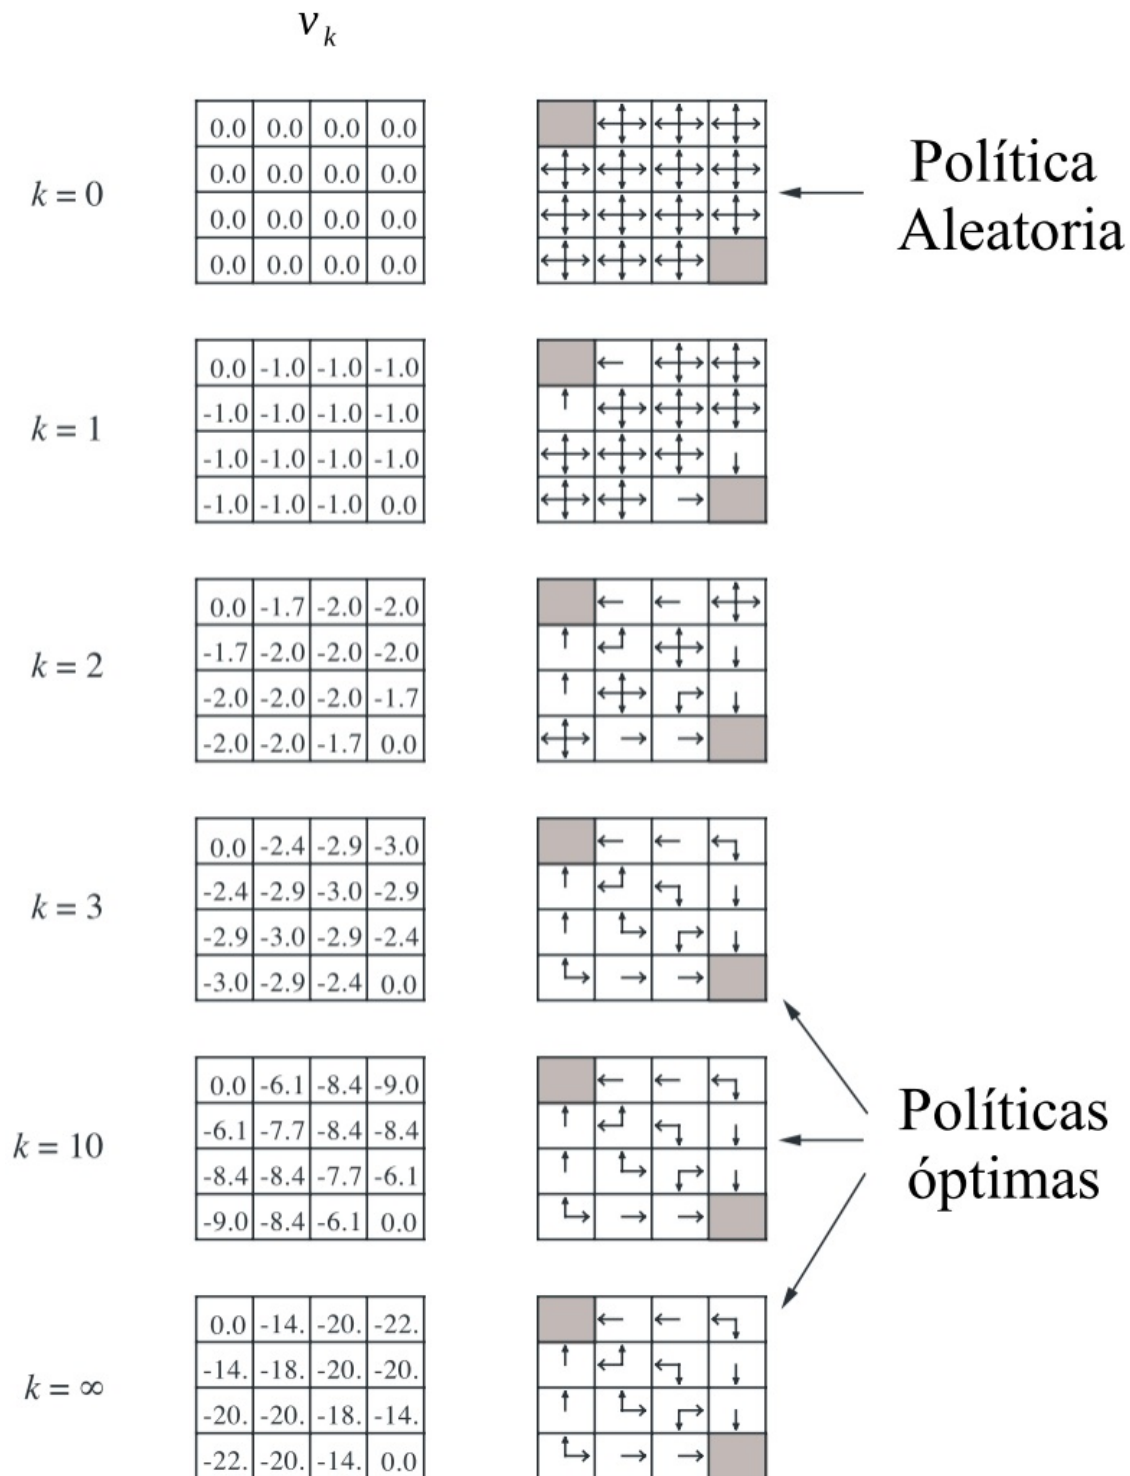 v_k
0.0 0.0 0.0 0.0
0.0 0.0 0.0 0.0
k = 0
0.0 0.0 0.0 0.0
0.0 0.0 0.0 0.0
Política
Aleatoria
0.0 -1.0 -1.0 -1.0
-1.0 -1.0 -1.0 -1.0
k = 1
-1.0 -1.0 -1.0 -1.0
-1.0 -1.0 -1.0 0.0
0.0 -1.7 -2.0 -2.0
-1.7 -2.0 -2.0 -2.0
k = 2
-2.0 -2.0 -2.0 -1.7
-2.0 -2.0 -1.7 0.0
0.0 -2.4 -2.9 -3.0
-2.4 -2.9 -3.0 -2.9
k = 3
-2.9 -3.0 -2.9 -2.4
-3.0 -2.9 -2.4 0.0
0.0 -6.1 -8.4 -9.0
-6.1 -7.7 -8.4 -8.4
k = 10
-8.4 -8.4 -7.7 -6.1
-9.0 -8.4 -6.1 0.0
Políticas
óptimas
0.0 -14. -20. -22.
-14. -18. -20. -20.
k = ∞
-20. -20. -18. -14.
-22. -20. -14. 0.0